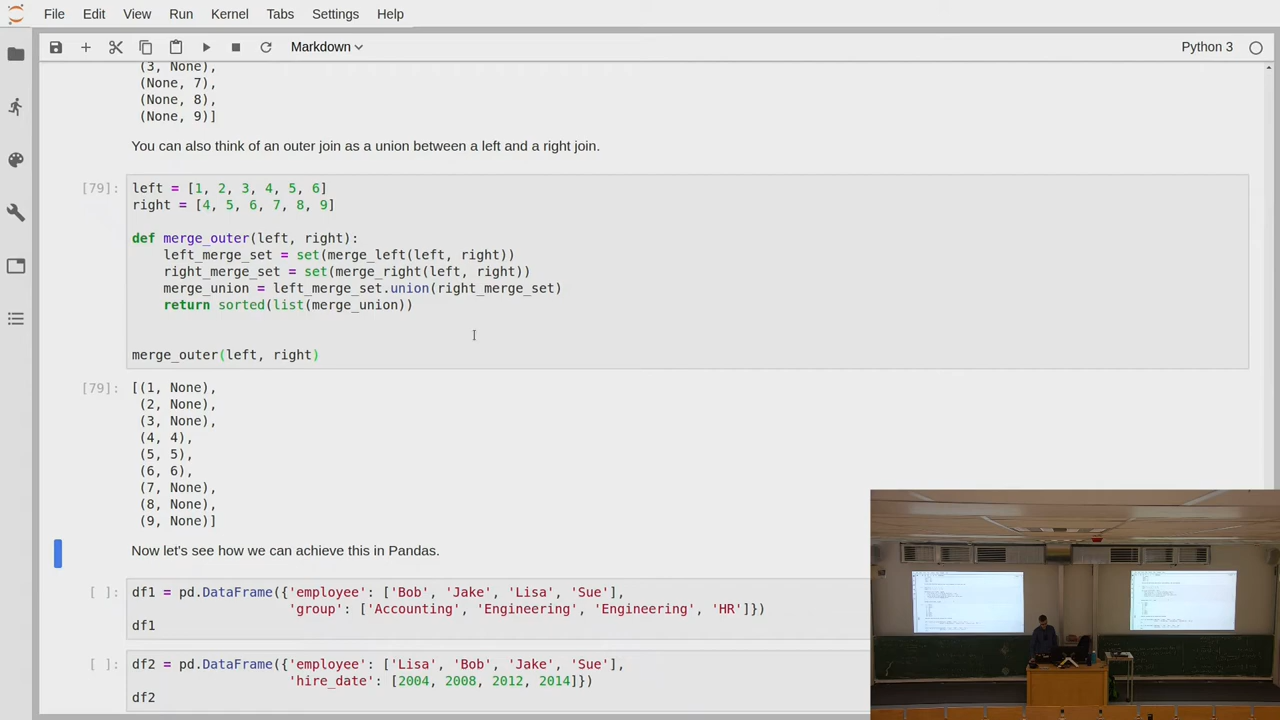 File Edit View Run Kernel Tabs Settings Help
Markdown Python 3
(3, None),
(None, 7),
(None, 8),
(None, 9)]
You can also think of an outer join as a union between a left and a right join.
[79]: left = [1, 2, 3, 4, 5, 6]
right = [4, 5, 6, 7, 8, 9]
def merge_outer(left, right):
left_merge_set = set(merge_left(left, right))
right_merge_set = set(merge_right(left, right))
merge_union = left_merge_set.union(right_merge_set)
return sorted(list(merge_union))
merge_outer(left, right)
[79]: [(1, None),
(2, None),
(3, None),
(4, 4),
(5, 5),
(6, 6),
(7, None),
(8, None),
(9, None)]
Now let's see how we can achieve this in Pandas.
[ ]: df1 = pd.DataFrame({'employee': ['Bob', 'Jake', 'Lisa', 'Sue'],
'group': ['Accounting', 'Engineering', 'Engineering', 'HR']})
df1
[ ]: df2 = pd.DataFrame({'employee': ['Lisa', 'Bob', 'Jake', 'Sue'],
'hire_date': [2004, 2008, 2012, 2014]})
df2